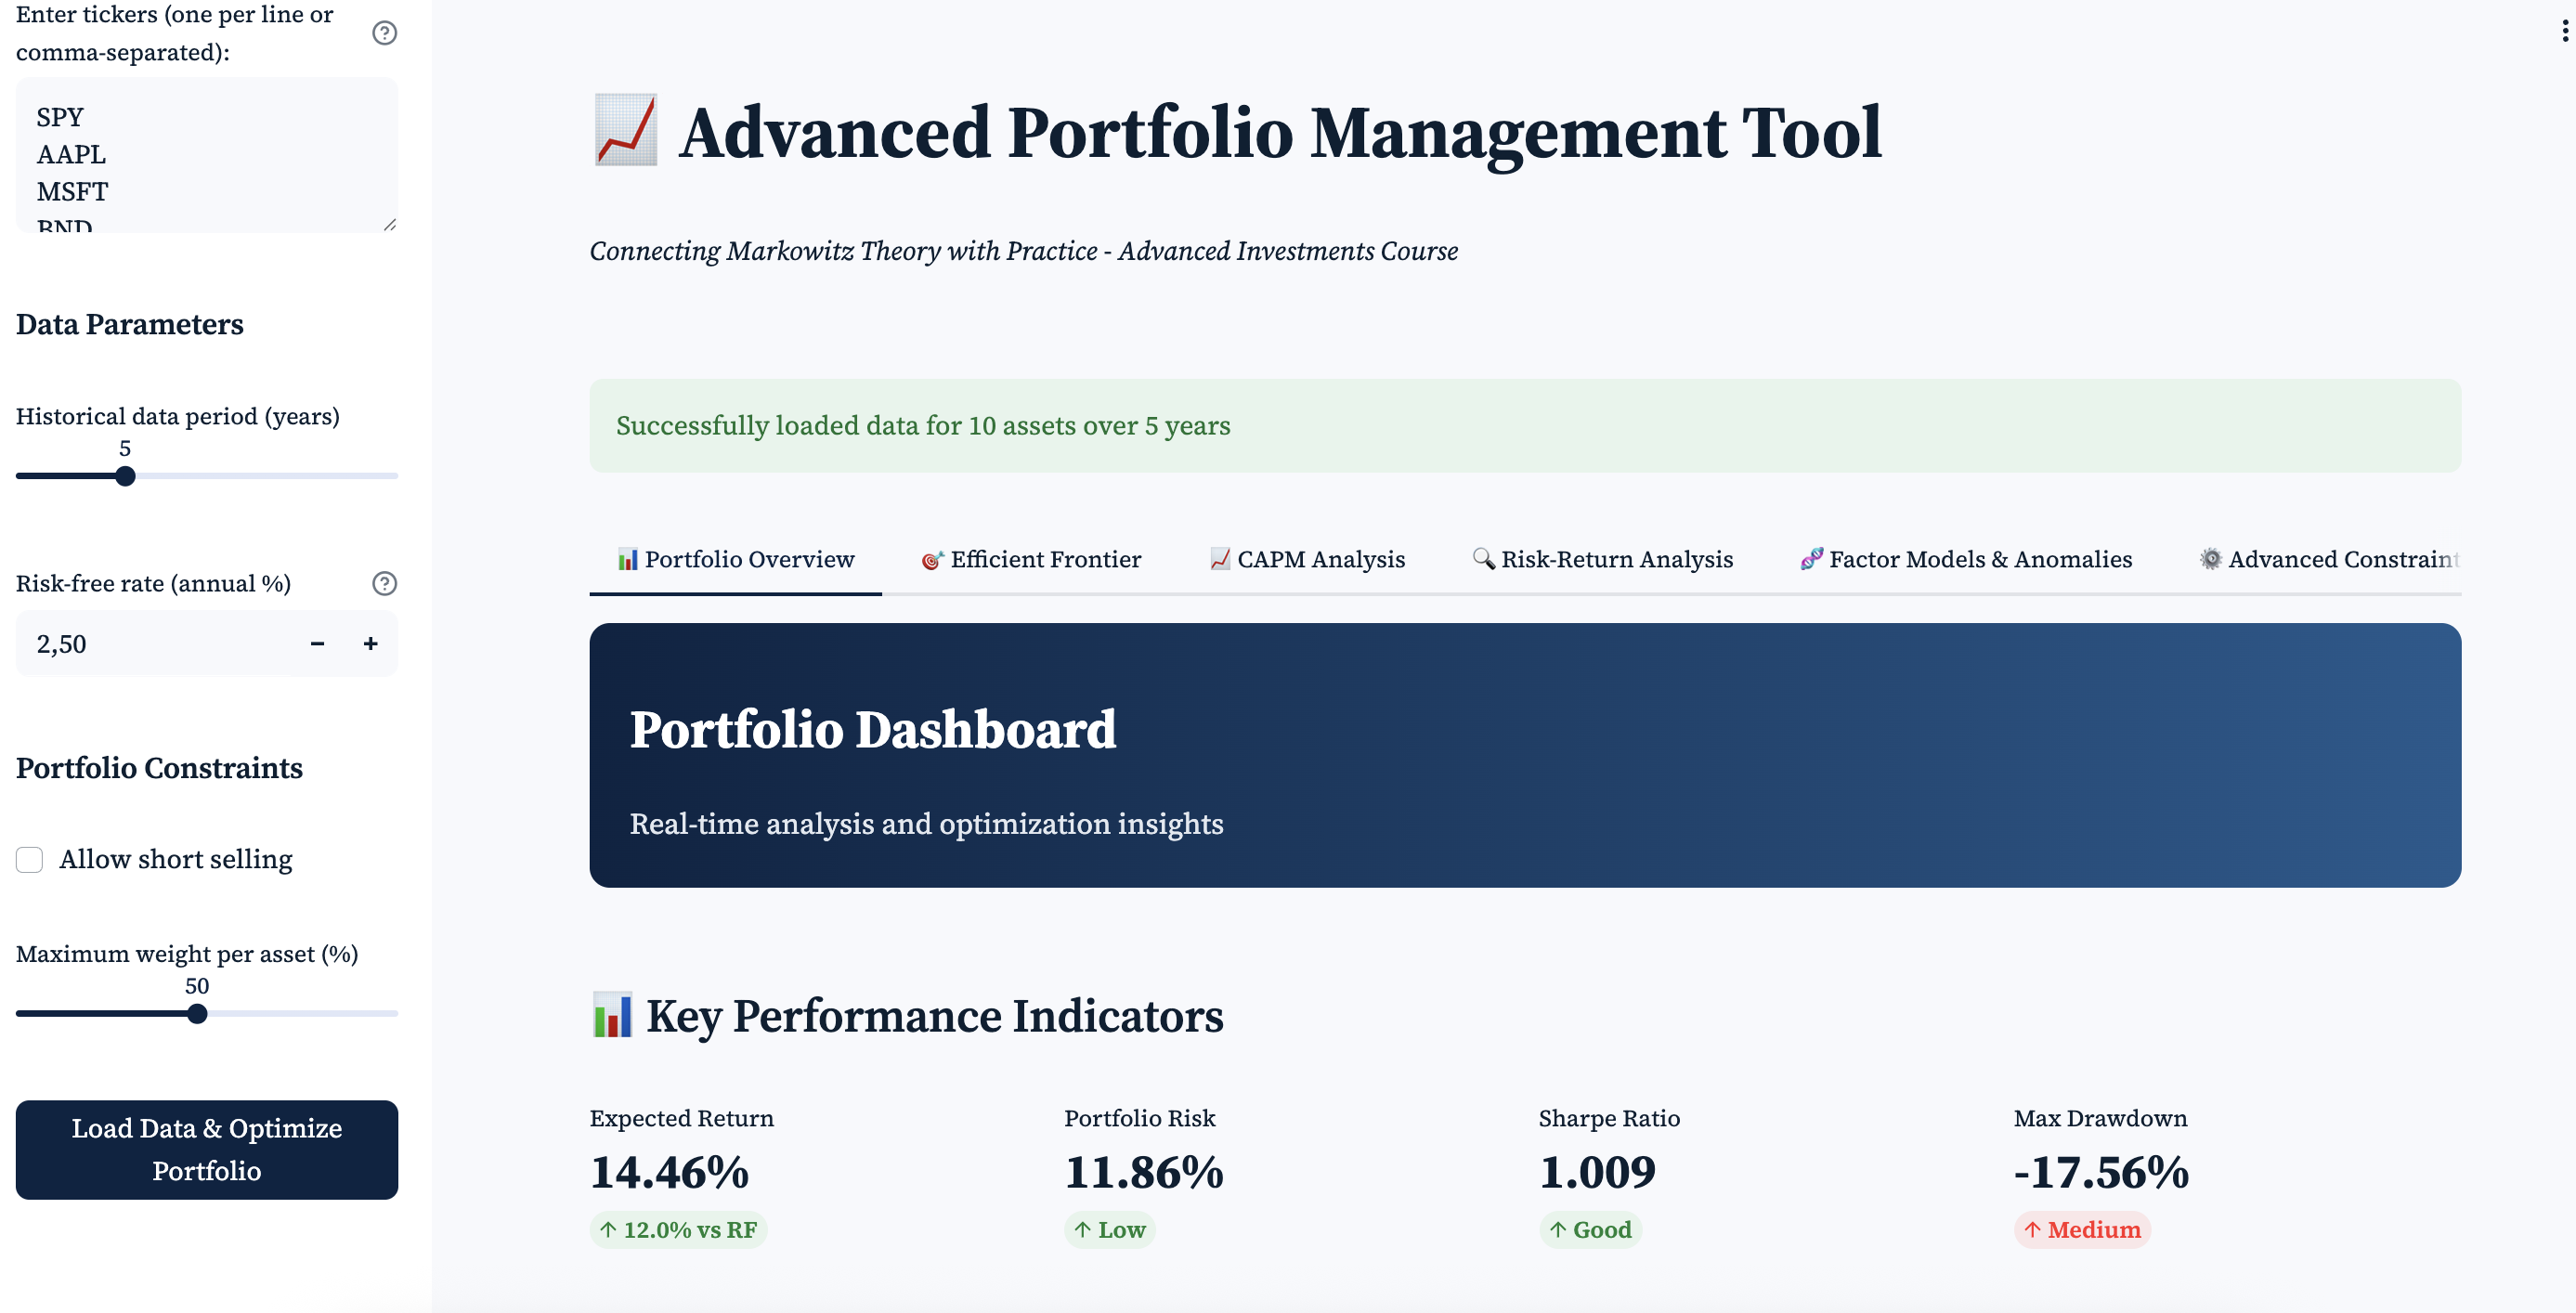 Enter tickers (one per line or
comma-separated):
SPY
AAPL
MSFT
BND
Data Parameters
Historical data period (years)
5
Risk-free rate (annual %)
2,50
Portfolio Constraints
Allow short selling
Maximum weight per asset (%)
50
Load Data & Optimize
Portfolio
Advanced Portfolio Management Tool
Connecting Markowitz Theory with Practice - Advanced Investments Course
Successfully loaded data for 10 assets over 5 years
Portfolio Overview Efficient Frontier CAPM Analysis Risk-Return Analysis Factor Models & Anomalies Advanced Constraint
Portfolio Dashboard
Real-time analysis and optimization insights
Key Performance Indicators
Expected Return Portfolio Risk Sharpe Ratio Max Drawdown
14.46% 11.86% 1.009 -17.56%
↑ 12.0% vs RF ↑ Low ↑ Good ↑ Medium